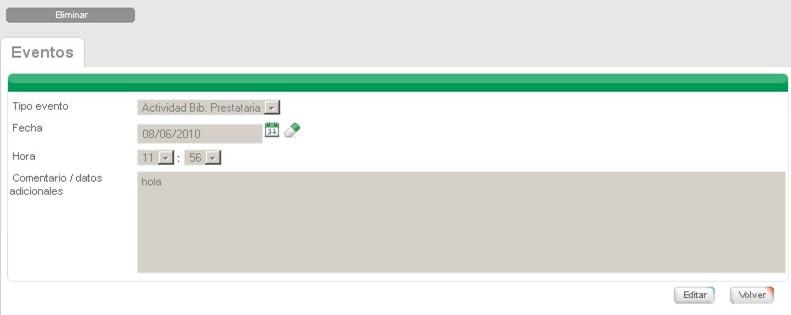 Eliminar
Eventos
Tipo evento
Actividad Bib. Prestataria
Fecha
08/06/2010
31
Hora
11 : 56
Comentario / datos
adicionales
hola
Editar
Volver